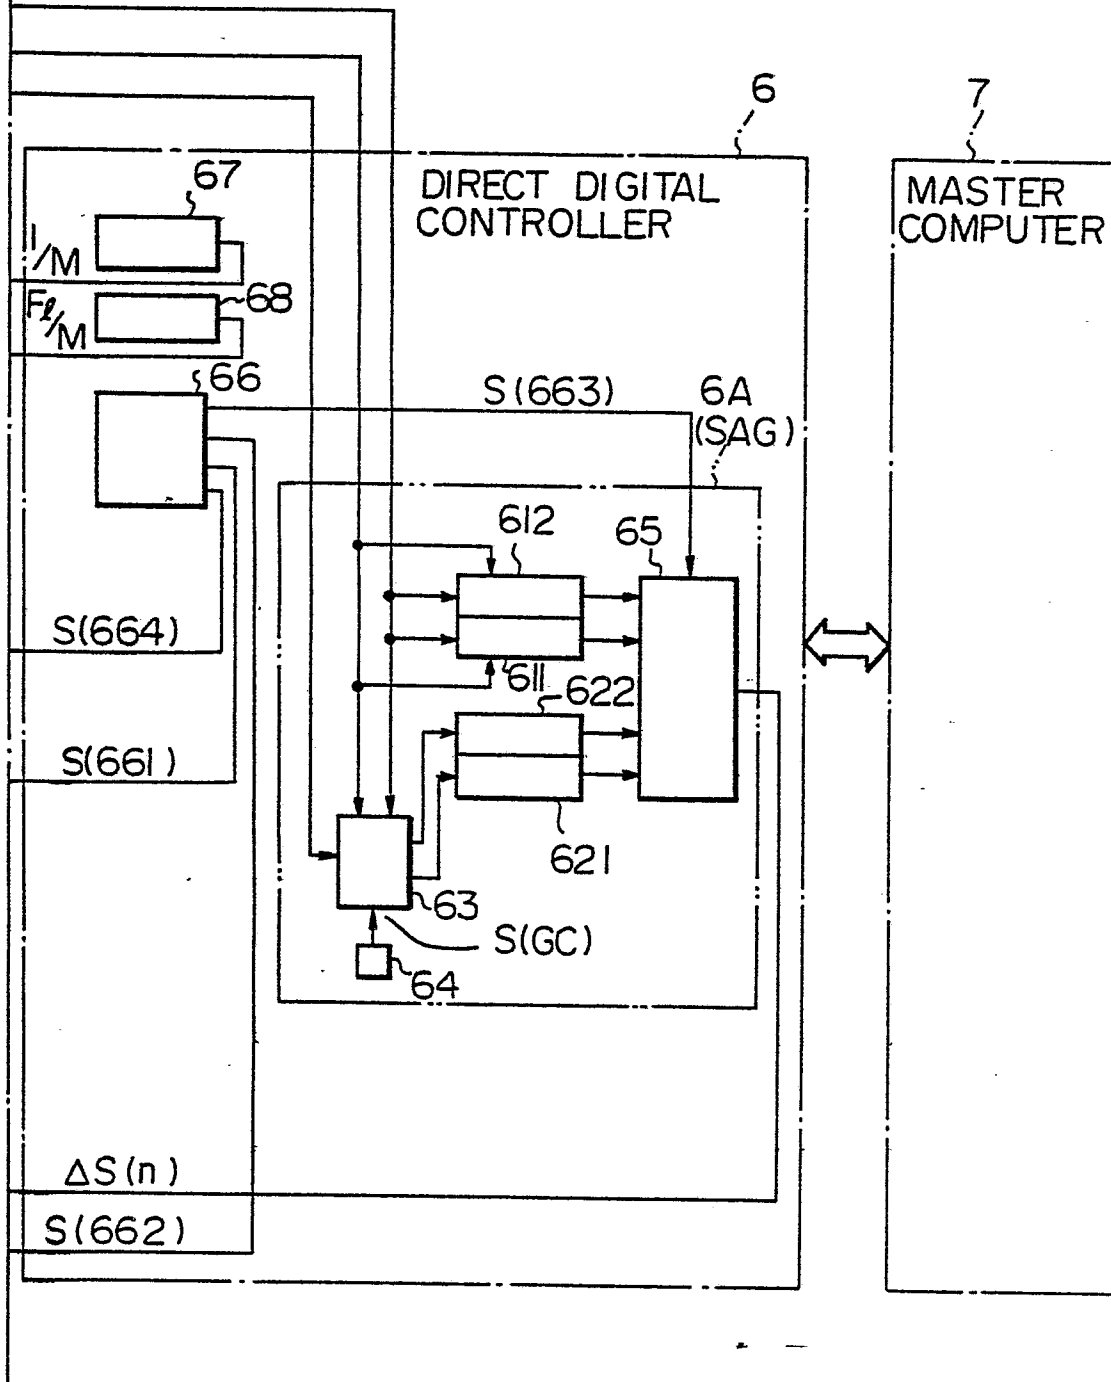 6
7
67
DIRECT DIGITAL
CONTROLLER
MASTER
COMPUTER
1/M
68
Fℓ/M
66
S(663)
6A
(SAG)
612
65
S(664)
611
622
S(661)
621
63
S(GC)
64
ΔS(n)
S(662)